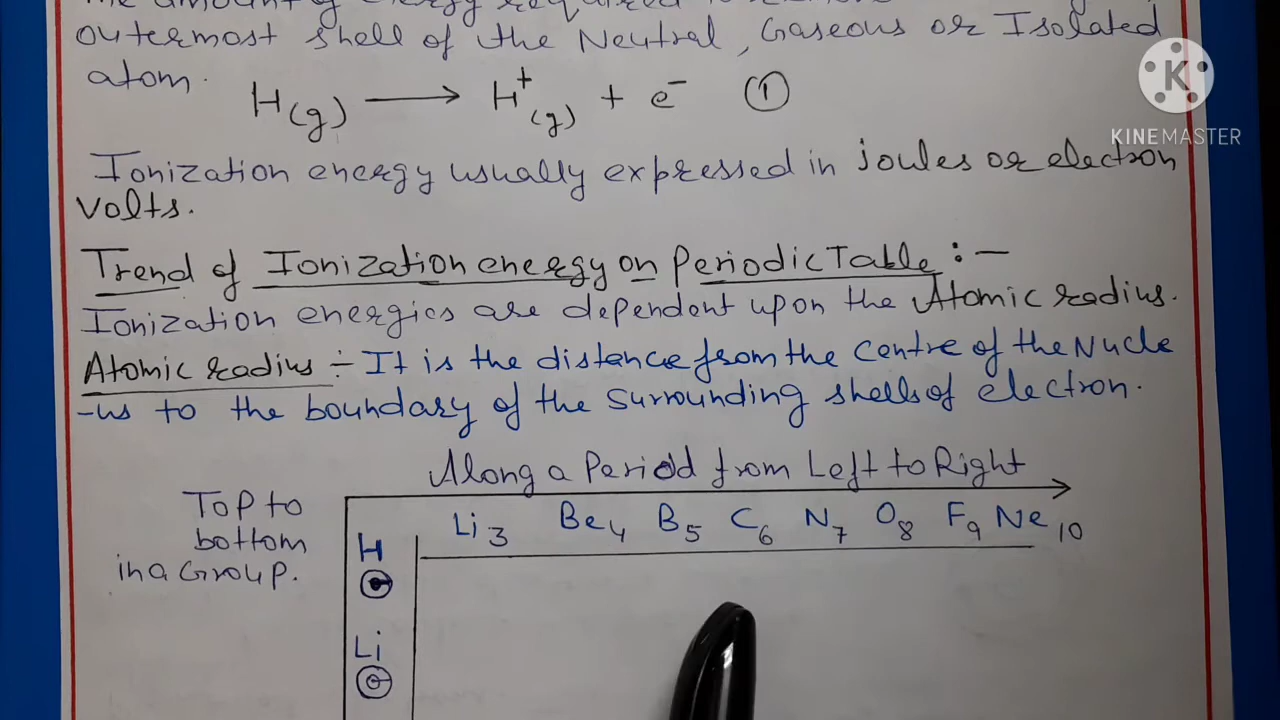 outermost shell of the Neutral, Gaseous or Isolated
atom.
H(g) ⟶ H⁺(g) + e⁻ ①
KINEMASTER
Ionization energy usually expressed in joules or electron
volts.
Trend of Ionization energy on Periodic Table :-
Ionization energies are dependent upon the Atomic radius.
Atomic radius ÷ It is the distance from the centre of the Nucle
-us to the boundary of the surrounding shells of electron.
Along a Period from Left to Right
Top to
bottom
in a Group.
Li₃ Be₄ B₅ C₆ N₇ O₈ F₉ Ne₁₀
H
Li